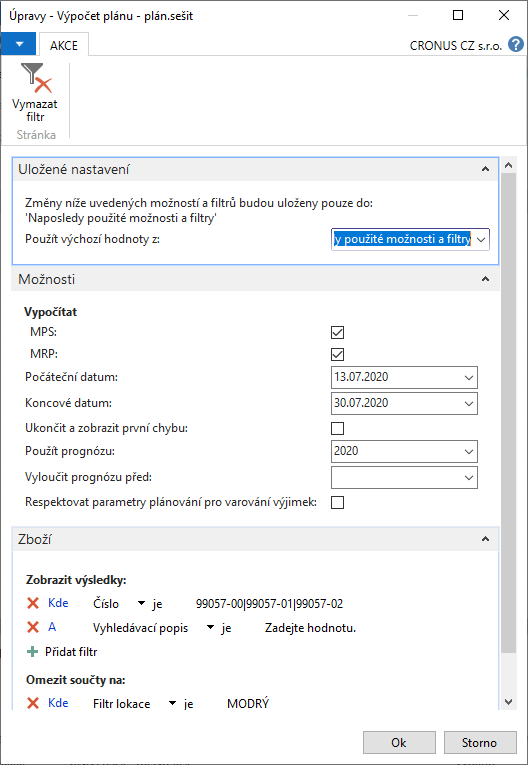 Úpravy - Výpočet plánu - plán.sešit
AKCE
CRONUS CZ s.r.o. ?
Vymazat
filtr
Stránka
Uložené nastavení
Změny níže uvedených možností a filtrů budou uloženy pouze do:
'Naposledy použité možnosti a filtry'
Použít výchozí hodnoty z: y použité možnosti a filtry
Možnosti
Vypočítat
MPS:
MRP:
Počáteční datum: 13.07.2020
Koncové datum: 30.07.2020
Ukončit a zobrazit první chybu:
Použít prognózu: 2020
Vyloučit prognózu před:
Respektovat parametry plánování pro varování výjimek:
Zboží
Zobrazit výsledky:
Kde Číslo je 99057-00|99057-01|99057-02
A Vyhledávací popis je Zadejte hodnotu.
Přidat filtr
Omezit součty na:
Kde Filtr lokace je MODRÝ
Ok Storno